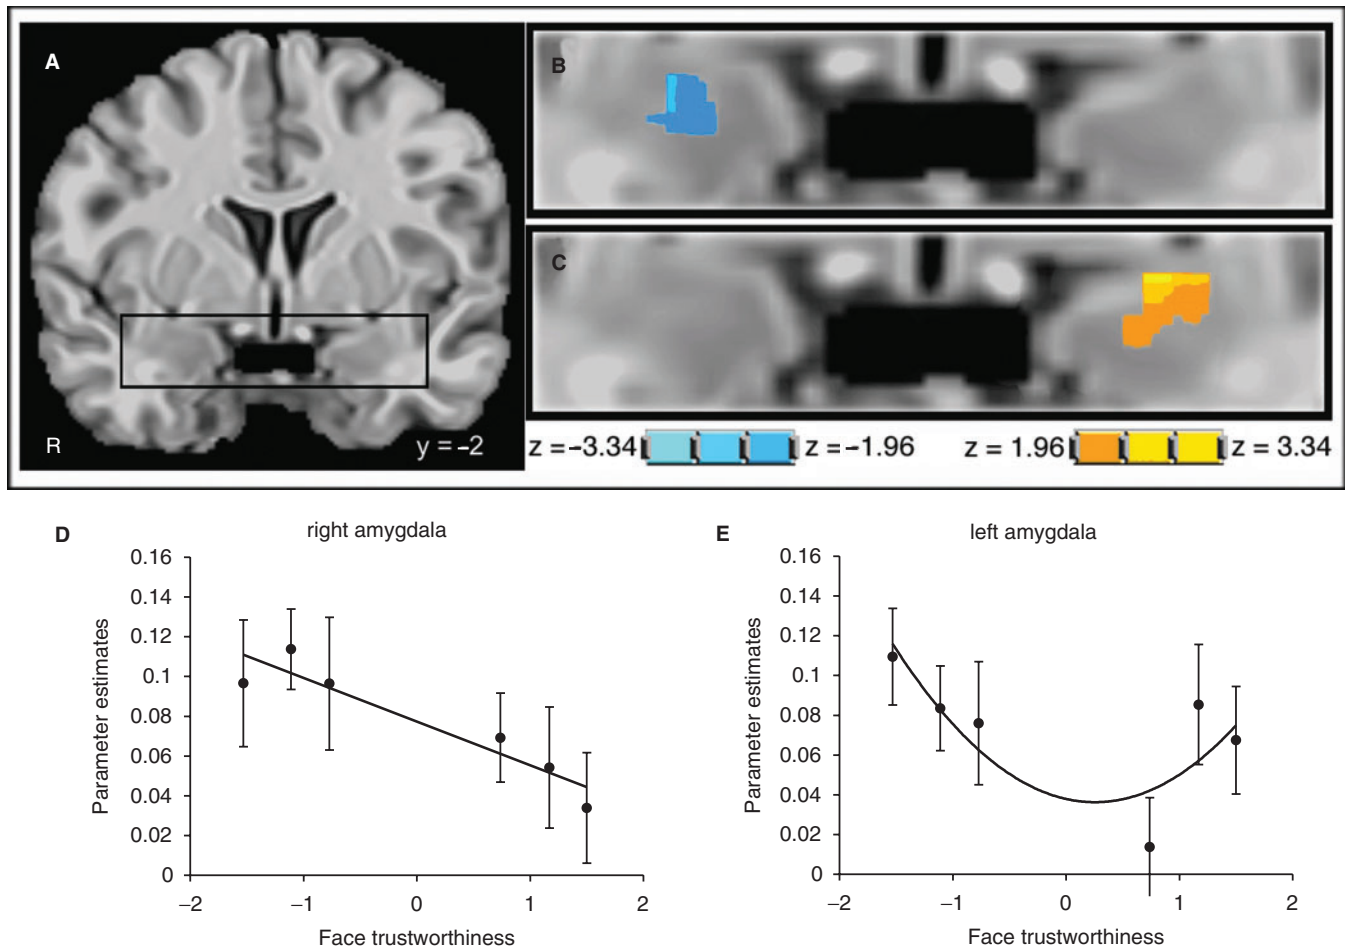 A
B
C
R
y = −2
z = −3.34
z = −1.96
z = 1.96
z = 3.34
D
right amygdala
Parameter estimates
0.16
0.14
0.12
0.1
0.08
0.06
0.04
0.02
0
−2
−1
0
1
2
Face trustworthiness
E
left amygdala
Parameter estimates
0.16
0.14
0.12
0.1
0.08
0.06
0.04
0.02
0
−2
−1
0
1
2
Face trustworthiness